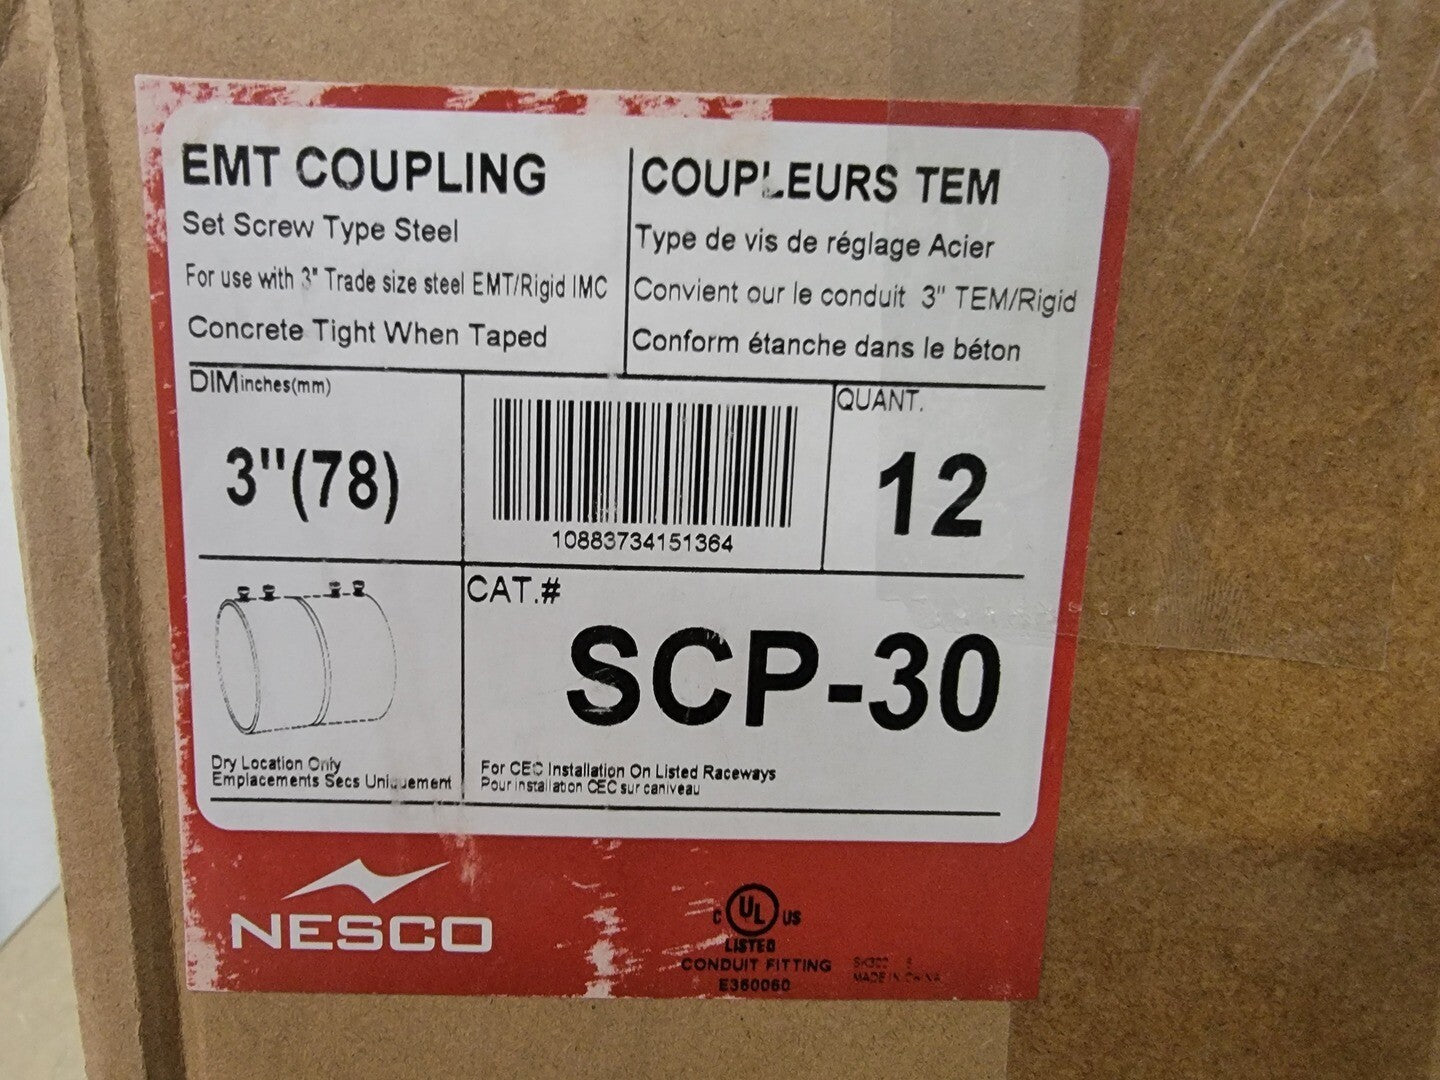 EMT COUPLING
Set Screw Type Steel
For use with 3" Trade size steel EMT/Rigid IMC
Concrete Tight When Taped
COUPLEURS TEM
Type de vis de réglage Acier
Convient our le conduit 3" TEM/Rigid
Conform étanche dans le béton
DIM inches(mm)
3"(78)
10883734151364
QUANT.
12
Dry Location Only
Emplacements Secs Uniquement
CAT.#
SCP-30
For CEC Installation On Listed Raceways
Pour installation CEC sur caniveau
NESCO
C UL US
LISTED
CONDUIT FITTING
E360060
MADE IN CHINA